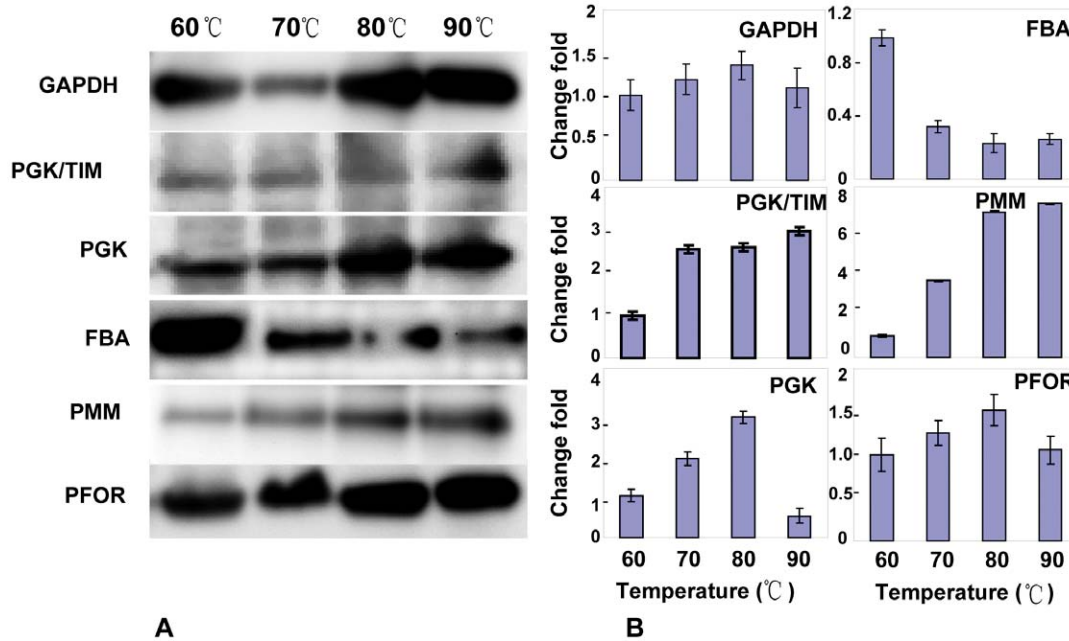 60℃ 70℃ 80℃ 90℃
GAPDH
PGK/TIM
PGK
FBA
PMM
PFOR
A
Change fold
2
1.5
1.0
0.5
0
GAPDH
1.2
0.8
0.4
0
FBA
Change fold
4
3
2
1
0
PGK/TIM
8
6
4
2
0
PMM
Change fold
4
3
2
1
0
PGK
60 70 80 90
Temperature (℃)
2
1.5
1.0
0.5
0
PFOR
60 70 80 90
Temperature (℃)
B